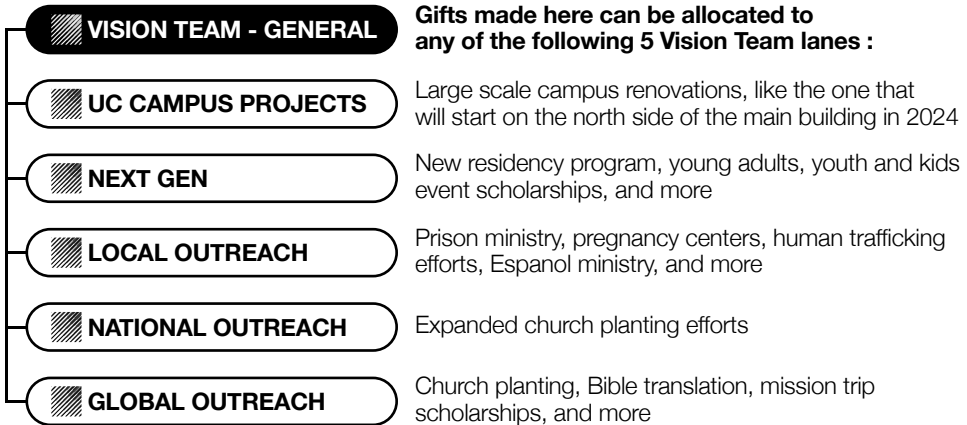 VISION TEAM - GENERAL
Gifts made here can be allocated to
any of the following 5 Vision Team lanes :
UC CAMPUS PROJECTS
Large scale campus renovations, like the one that
will start on the north side of the main building in 2024
NEXT GEN
New residency program, young adults, youth and kids
event scholarships, and more
LOCAL OUTREACH
Prison ministry, pregnancy centers, human trafficking
efforts, Espanol ministry, and more
NATIONAL OUTREACH
Expanded church planting efforts
GLOBAL OUTREACH
Church planting, Bible translation, mission trip
scholarships, and more